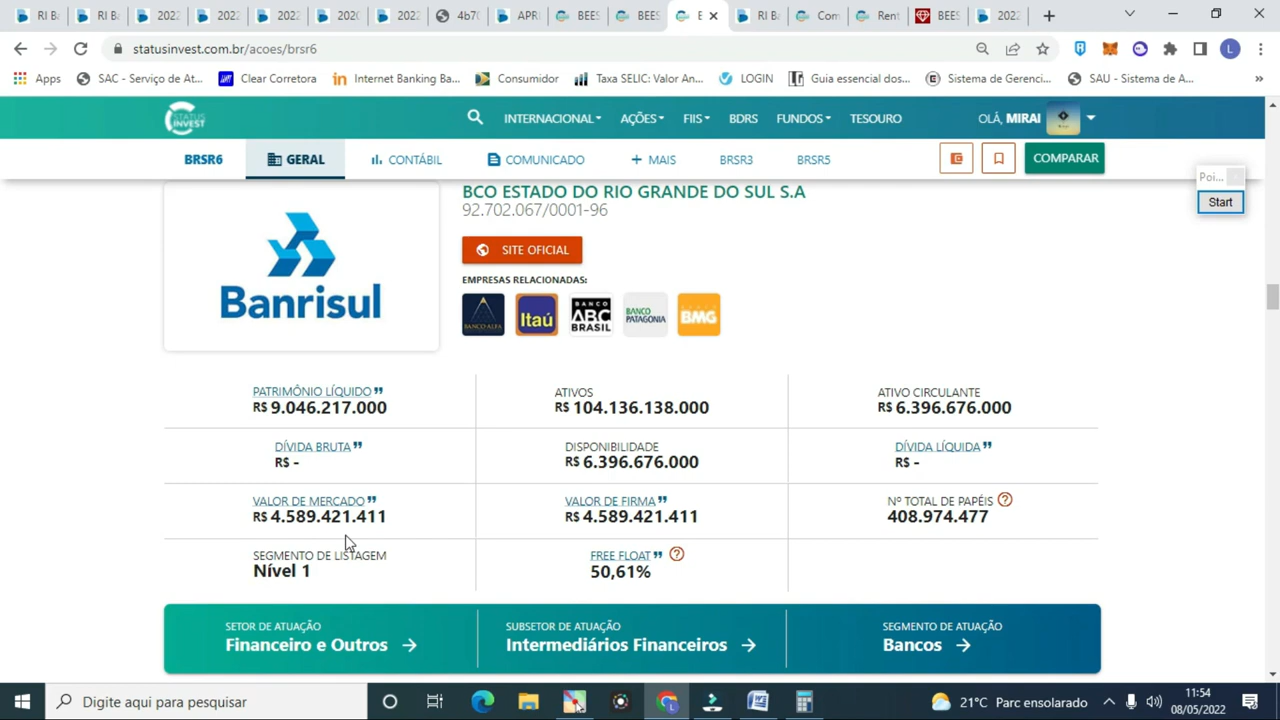 RI B
RI B
2022
2022
2022
2020
2022
4b7
APRI
BEES
BEES
E
RI B
Com
Rent
BEES
2022
statusinvest.com.br/acoes/brsr6
L
Apps
SAC - Serviço de At...
Clear Corretora
Internet Banking Ba...
Consumidor
Taxa SELIC: Valor An...
LOGIN
Guia essencial dos...
Sistema de Gerenci...
SAU - Sistema de A...
»
STATUS INVEST
INTERNACIONAL
AÇÕES
FIIS
BDRS
FUNDOS
TESOURO
OLÁ, MIRAI
BRSR6
GERAL
CONTÁBIL
COMUNICADO
+ MAIS
BRSR3
BRSR5
COMPARAR
Poi...
Start
BCO ESTADO DO RIO GRANDE DO SUL S.A
92.702.067/0001-96
Banrisul
SITE OFICIAL
EMPRESAS RELACIONADAS:
BANCO ALFA
Itaú
BANCO ABC BRASIL
BANCO PATAGONIA
BMG
PATRIMÔNIO LÍQUIDO
R$ 9.046.217.000
ATIVOS
R$ 104.136.138.000
ATIVO CIRCULANTE
R$ 6.396.676.000
DÍVIDA BRUTA
R$ -
DISPONIBILIDADE
R$ 6.396.676.000
DÍVIDA LÍQUIDA
R$ -
VALOR DE MERCADO
R$ 4.589.421.411
VALOR DE FIRMA
R$ 4.589.421.411
Nº TOTAL DE PAPÉIS
408.974.477
SEGMENTO DE LISTAGEM
Nível 1
FREE FLOAT
50,61%
SETOR DE ATUAÇÃO
Financeiro e Outros →
SUBSETOR DE ATUAÇÃO
Intermediários Financeiros →
SEGMENTO DE ATUAÇÃO
Bancos →
Digite aqui para pesquisar
21°C Parc ensolarado
11:54
08/05/2022